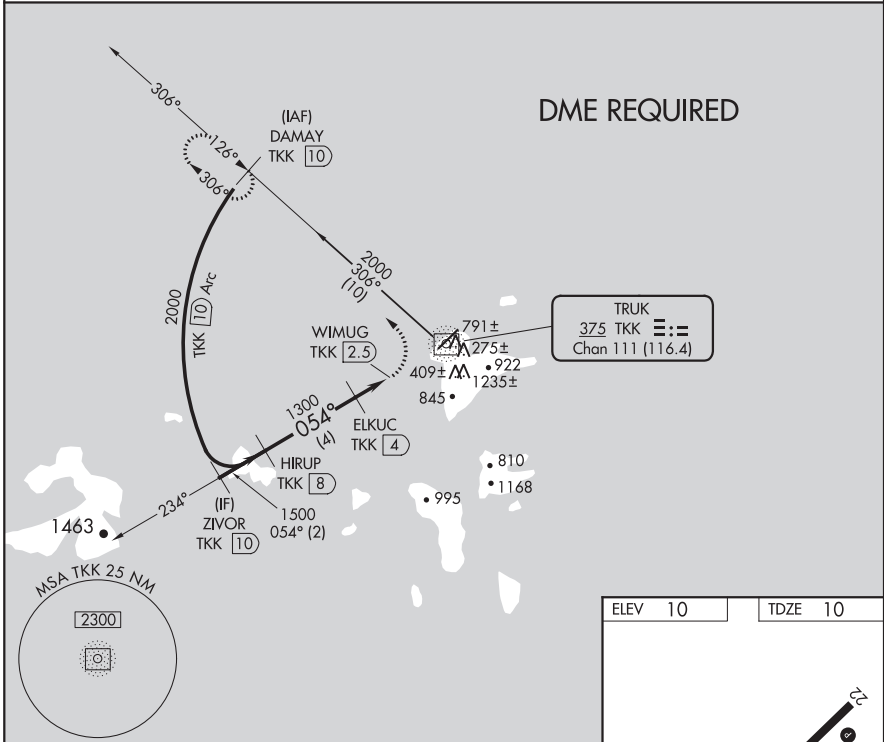 DME REQUIRED
306°
(IAF)
DAMAY
TKK 10
126°
306°
2000
306°
(10)
2000
TKK 10 Arc
WIMUG
TKK 2.5
791±
275±
409±
922
1235±
845
TRUK
375 TKK
Chan 111 (116.4)
1300
054°
(4)
ELKUC
TKK 4
HIRUP
TKK 8
810
1168
995
234°
(IF)
ZIVOR
TKK 10
1500
054° (2)
1463
MSA TKK 25 NM
2300
ELEV 10
TDZE 10
22